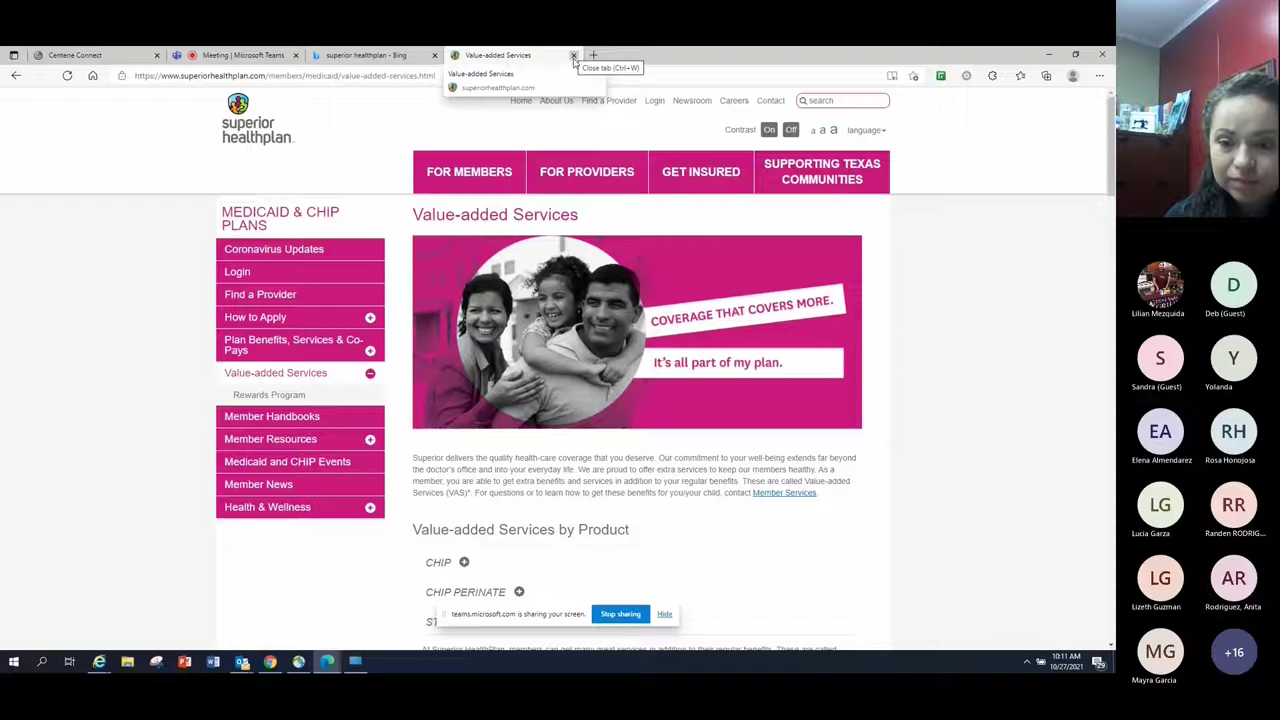 Centene Connect
Meeting | Microsoft Teams
superior healthplan - Bing
Value-added Services
Close tab (Ctrl+W)
Value-added Services
superiorhealthplan.com
https://www.superiorhealthplan.com/members/medicaid/value-added-services.html
Home About Us Find a Provider Login Newsroom Careers Contact search
superior
healthplan
Contrast On Off a a a language
FOR MEMBERS
FOR PROVIDERS
GET INSURED
SUPPORTING TEXAS
COMMUNITIES
MEDICAID & CHIP
PLANS
Coronavirus Updates
Login
Find a Provider
How to Apply
Plan Benefits, Services & Co-
Pays
Value-added Services
Rewards Program
Member Handbooks
Member Resources
Medicaid and CHIP Events
Member News
Health & Wellness
Value-added Services
COVERAGE THAT COVERS MORE.
It's all part of my plan.
Superior delivers the quality health-care coverage that you deserve. Our commitment to your well-being extends far beyond
the doctor's office and into your everyday life. We are proud to offer extra services to keep our members healthy. As a
member, you are able to get extra benefits and services in addition to your regular benefits. These are called Value-added
Services (VAS)*. For questions or to learn how to get these benefits for you/your child, contact Member Services.
Value-added Services by Product
CHIP
CHIP PERINATE
teams.microsoft.com is sharing your screen. Stop sharing Hide
ST
10:11 AM
10/27/2021
29
Lilian Mezquida
D
Deb (Guest)
S
Sandra (Guest)
Y
Yolanda
EA
Elena Almendarez
RH
Rosa Honojosa
LG
Lucia Garza
RR
Randen RODRIG...
LG
Lizeth Guzman
AR
Rodriguez, Anita
MG
Mayra Garcia
+16